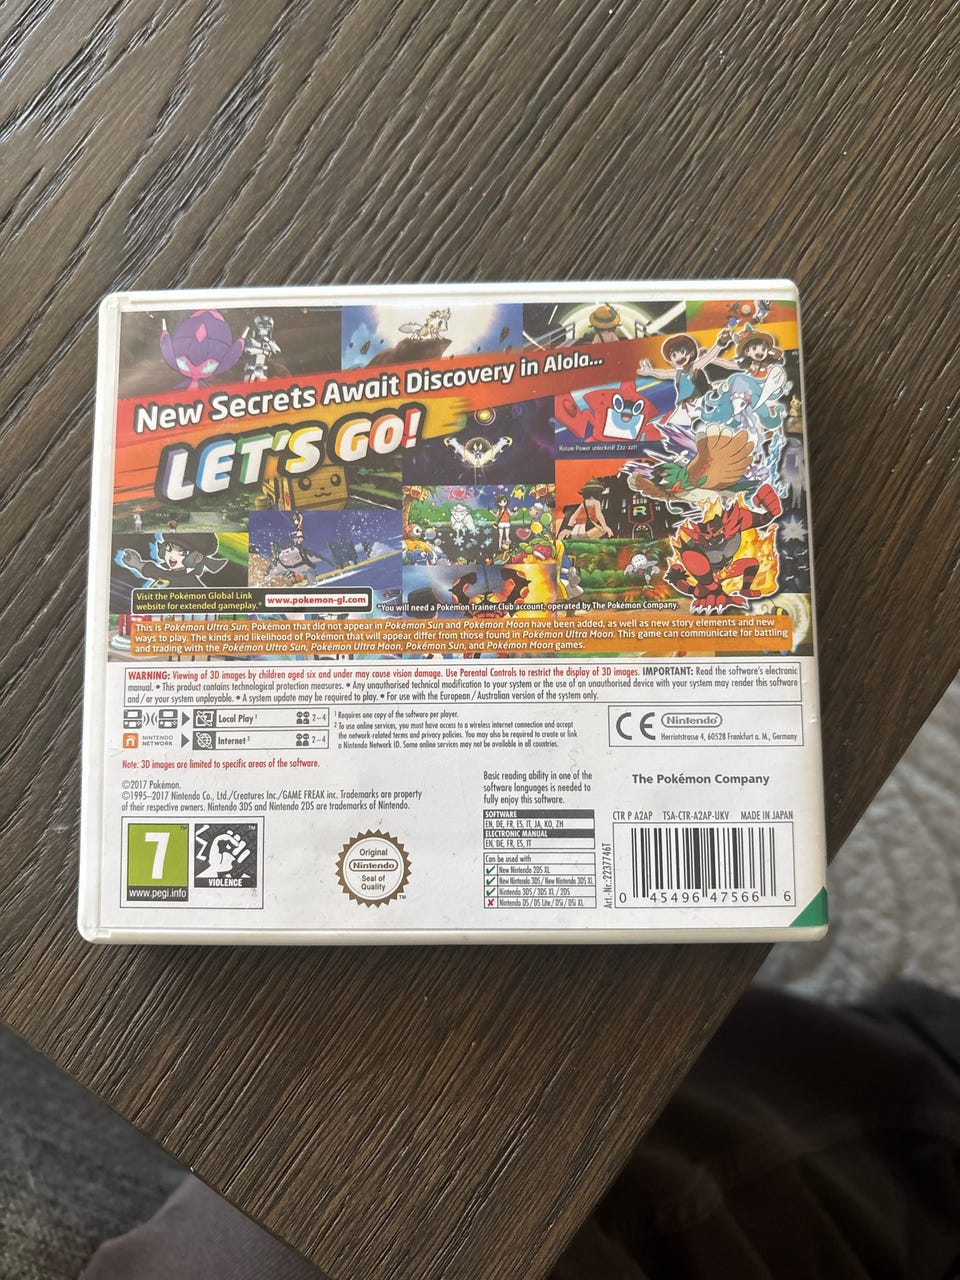 New Secrets Await Discovery in Alola...
LET'S GO!
Rotom Power unlocked! Zzz-zzt!
R
Visit the Pokémon Global Link
website for extended gameplay.*
www.pokemon-gl.com
*You will need a Pokémon Trainer Club account, operated by The Pokémon Company.
This is Pokémon Ultra Sun. Pokémon that did not appear in Pokémon Sun and Pokémon Moon have been added, as well as new story elements and new
ways to play. The kinds and likelihood of Pokémon that will appear differ from those found in Pokémon Ultra Moon. This game can communicate for battling
and trading with the Pokémon Ultra Sun, Pokémon Ultra Moon, Pokémon Sun, and Pokémon Moon games.
WARNING: Viewing of 3D images by children aged six and under may cause vision damage. Use Parental Controls to restrict the display of 3D images. IMPORTANT: Read the software's electronic
manual. • This product contains technological protection measures. • Any unauthorised technical modification to your system or the use of an unauthorised device with your system may render this software
and/or your system unplayable. • A system update may be required to play. • For use with the European/Australian version of the system only.
Local Play¹ 2-4
NINTENDO NETWORK Internet² 2-4
¹ Requires one copy of the software per player.
² To use online services, you must have access to a wireless internet connection and accept
the network-related terms and privacy policies. You may also be required to create or link
a Nintendo Network ID. Some online services may not be available in all countries.
CE Nintendo
Herriotstrasse 4, 60528 Frankfurt a. M., Germany
Note: 3D images are limited to specific areas of the software.
©2017 Pokémon.
©1995–2017 Nintendo Co., Ltd./Creatures Inc./GAME FREAK inc. Trademarks are property
of their respective owners. Nintendo 3DS and Nintendo 2DS are trademarks of Nintendo.
Basic reading ability in one of the
software languages is needed to
fully enjoy this software.
The Pokémon Company
SOFTWARE
EN, DE, FR, ES, IT, JA, KO, ZH
ELECTRONIC MANUAL
EN, DE, FR, ES, IT
Can be used with
New Nintendo 2DS XL
New Nintendo 3DS/New Nintendo 3DS XL
Nintendo 3DS/3DS XL/2DS
Nintendo DS/DS Lite/DSi/DSi XL
CTR P A2AP TSA-CTR-A2AP-UKV MADE IN JAPAN
Art.-Nr.:2237746T
0 45496 47566 6
7™
www.pegi.info
VIOLENCE
™
Original
Nintendo
Seal of
Quality
™